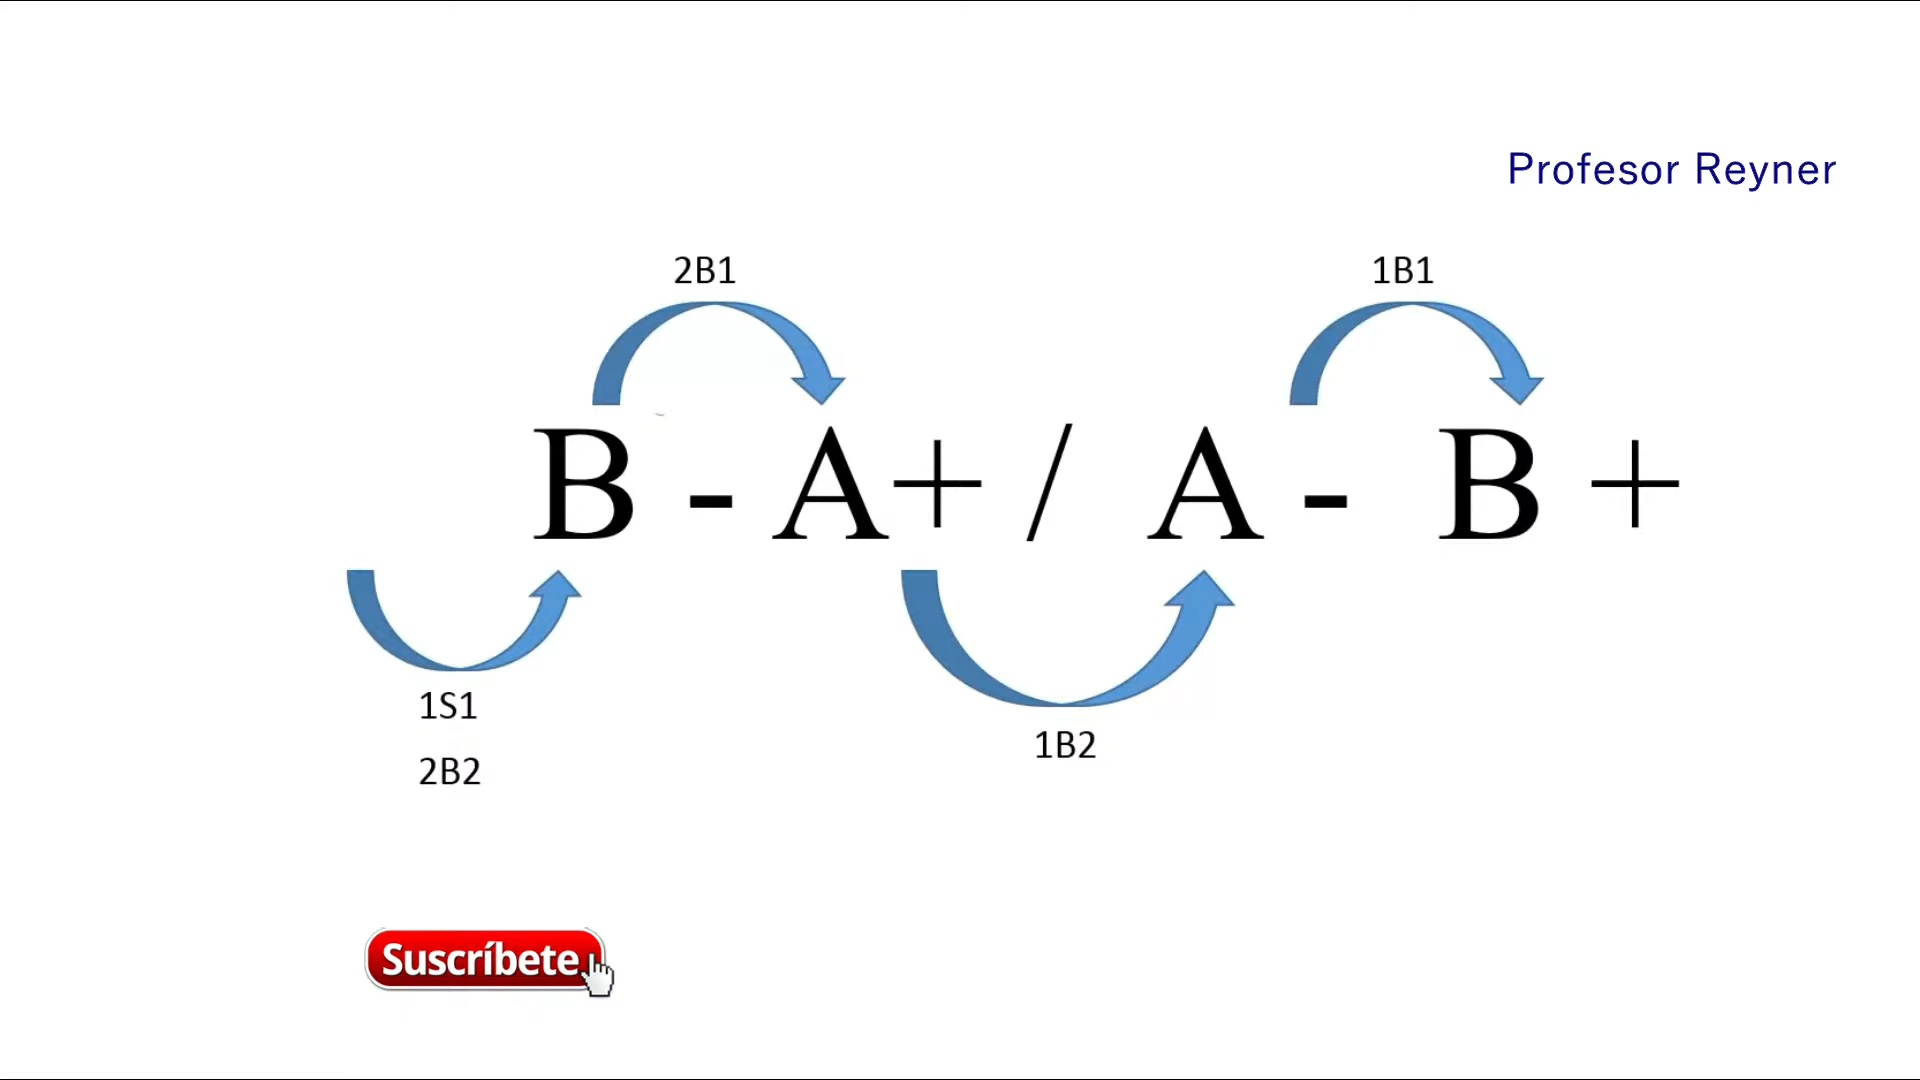 Profesor Reyner
2B1 1B1
B - A+ / A - B +
1S1
1B2
2B2
Suscríbete